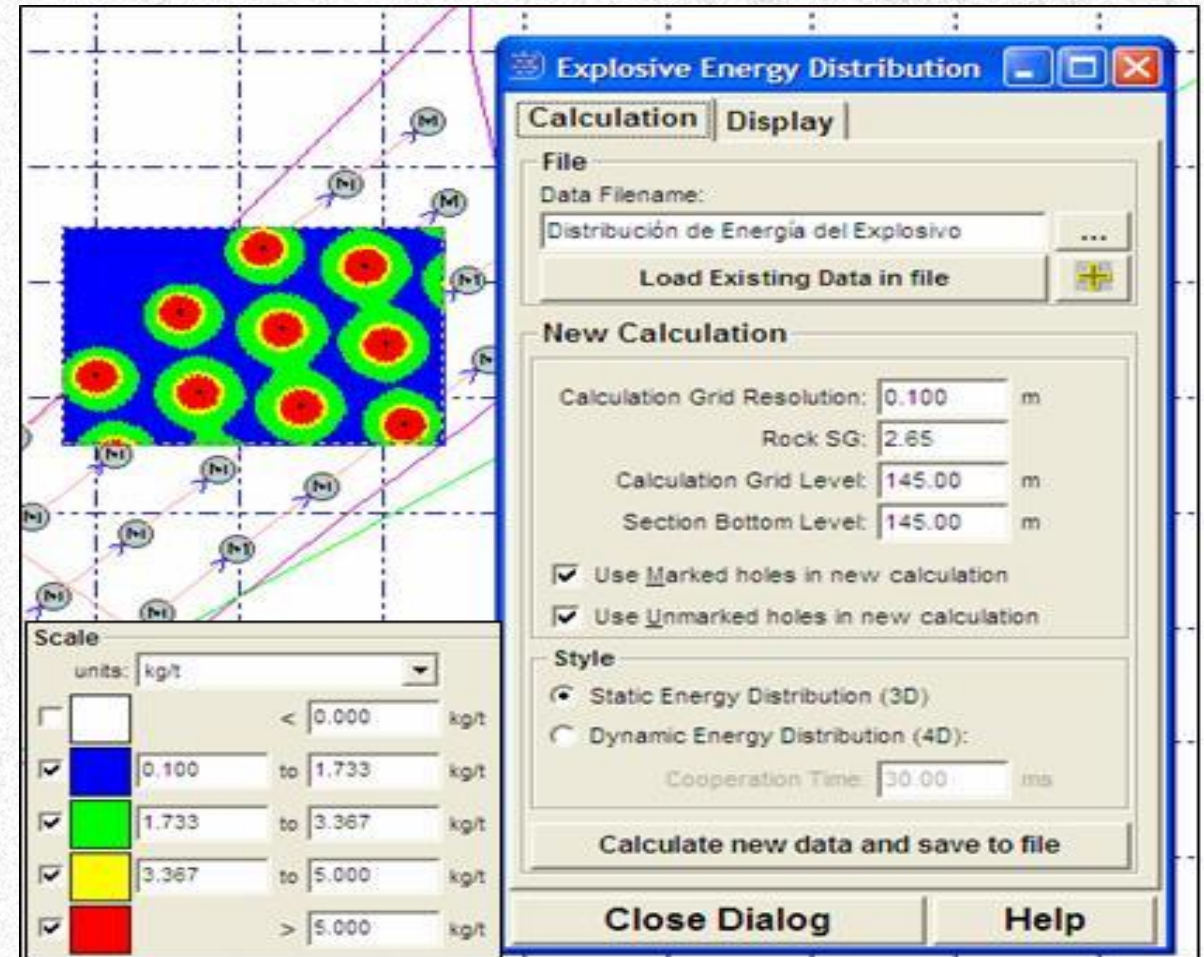 Explosive Energy Distribution
Calculation Display
File
Data Filename:
Distribución de Energía del Explosivo ...
Load Existing Data in file
New Calculation
Calculation Grid Resolution: 0.100 m
Rock SG: 2.65
Calculation Grid Level: 145.00 m
Section Bottom Level: 145.00 m
Use Marked holes in new calculation
Use Unmarked holes in new calculation
Style
Static Energy Distribution (3D)
Dynamic Energy Distribution (4D):
Cooperation Time: 30.00 ms
Calculate new data and save to file
Close Dialog Help
Scale
units: kg/t
< 0.000 kg/t
0.100 to 1.733 kg/t
1.733 to 3.367 kg/t
3.367 to 5.000 kg/t
> 5.000 kg/t